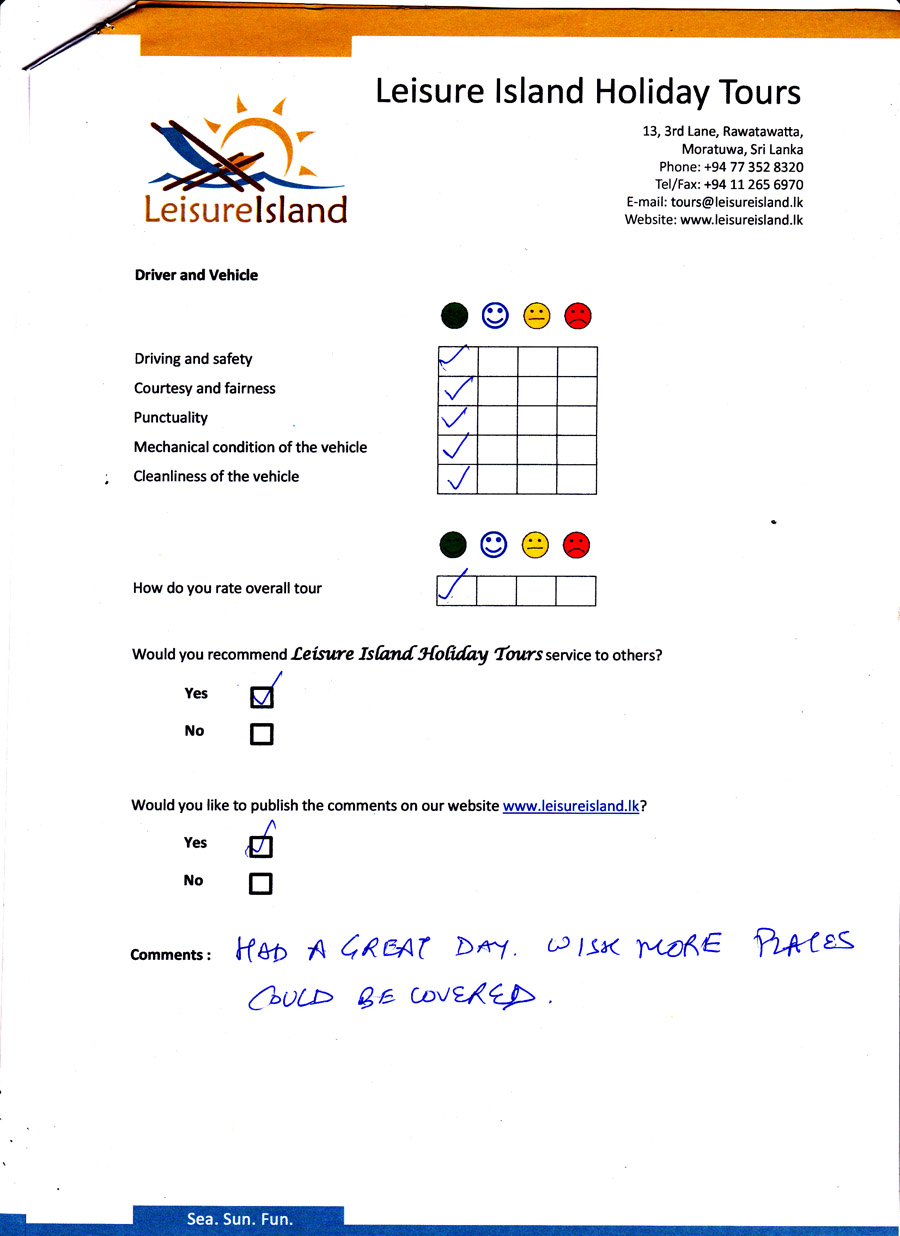 Leisure Island Holiday Tours
13, 3rd Lane, Rawatawatta,
Moratuwa, Sri Lanka
Phone: +94 77 352 8320
Tel/Fax: +94 11 265 6970
E-mail: tours@leisureisland.lk
Website: www.leisureisland.lk
LeisureIsland
Driver and Vehicle
Driving and safety
Courtesy and fairness
Punctuality
Mechanical condition of the vehicle
Cleanliness of the vehicle
How do you rate overall tour
Would you recommend Leisure Island Holiday Tours service to others?
Yes
No
Would you like to publish the comments on our website www.leisureisland.lk?
Yes
No
Comments : HAD A GREAT DAY. WISH MORE PLACES
COULD BE COVERED.
Sea. Sun. Fun.